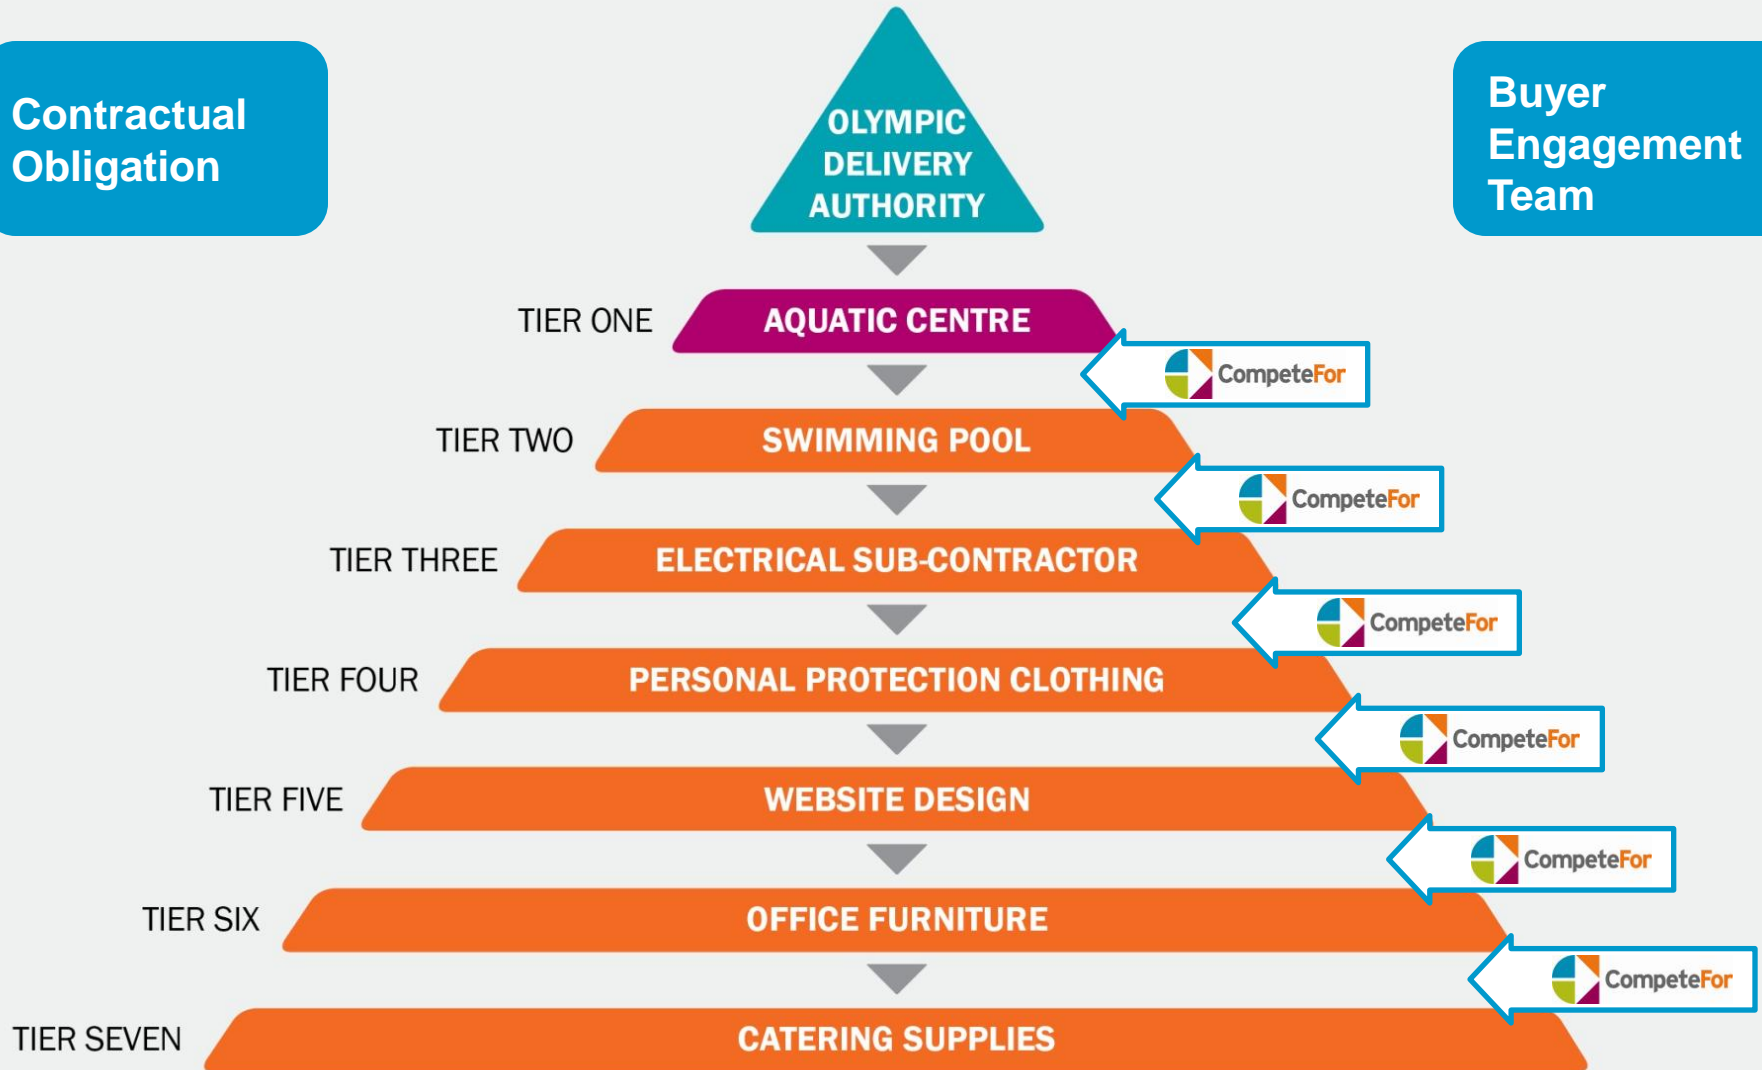 Contractual
Obligation
OLYMPIC
DELIVERY
AUTHORITY
Buyer
Engagement
Team
TIER ONE
AQUATIC CENTRE
CompeteFor
TIER TWO
SWIMMING POOL
CompeteFor
TIER THREE
ELECTRICAL SUB-CONTRACTOR
CompeteFor
TIER FOUR
PERSONAL PROTECTION CLOTHING
CompeteFor
TIER FIVE
WEBSITE DESIGN
CompeteFor
TIER SIX
OFFICE FURNITURE
CompeteFor
TIER SEVEN
CATERING SUPPLIES